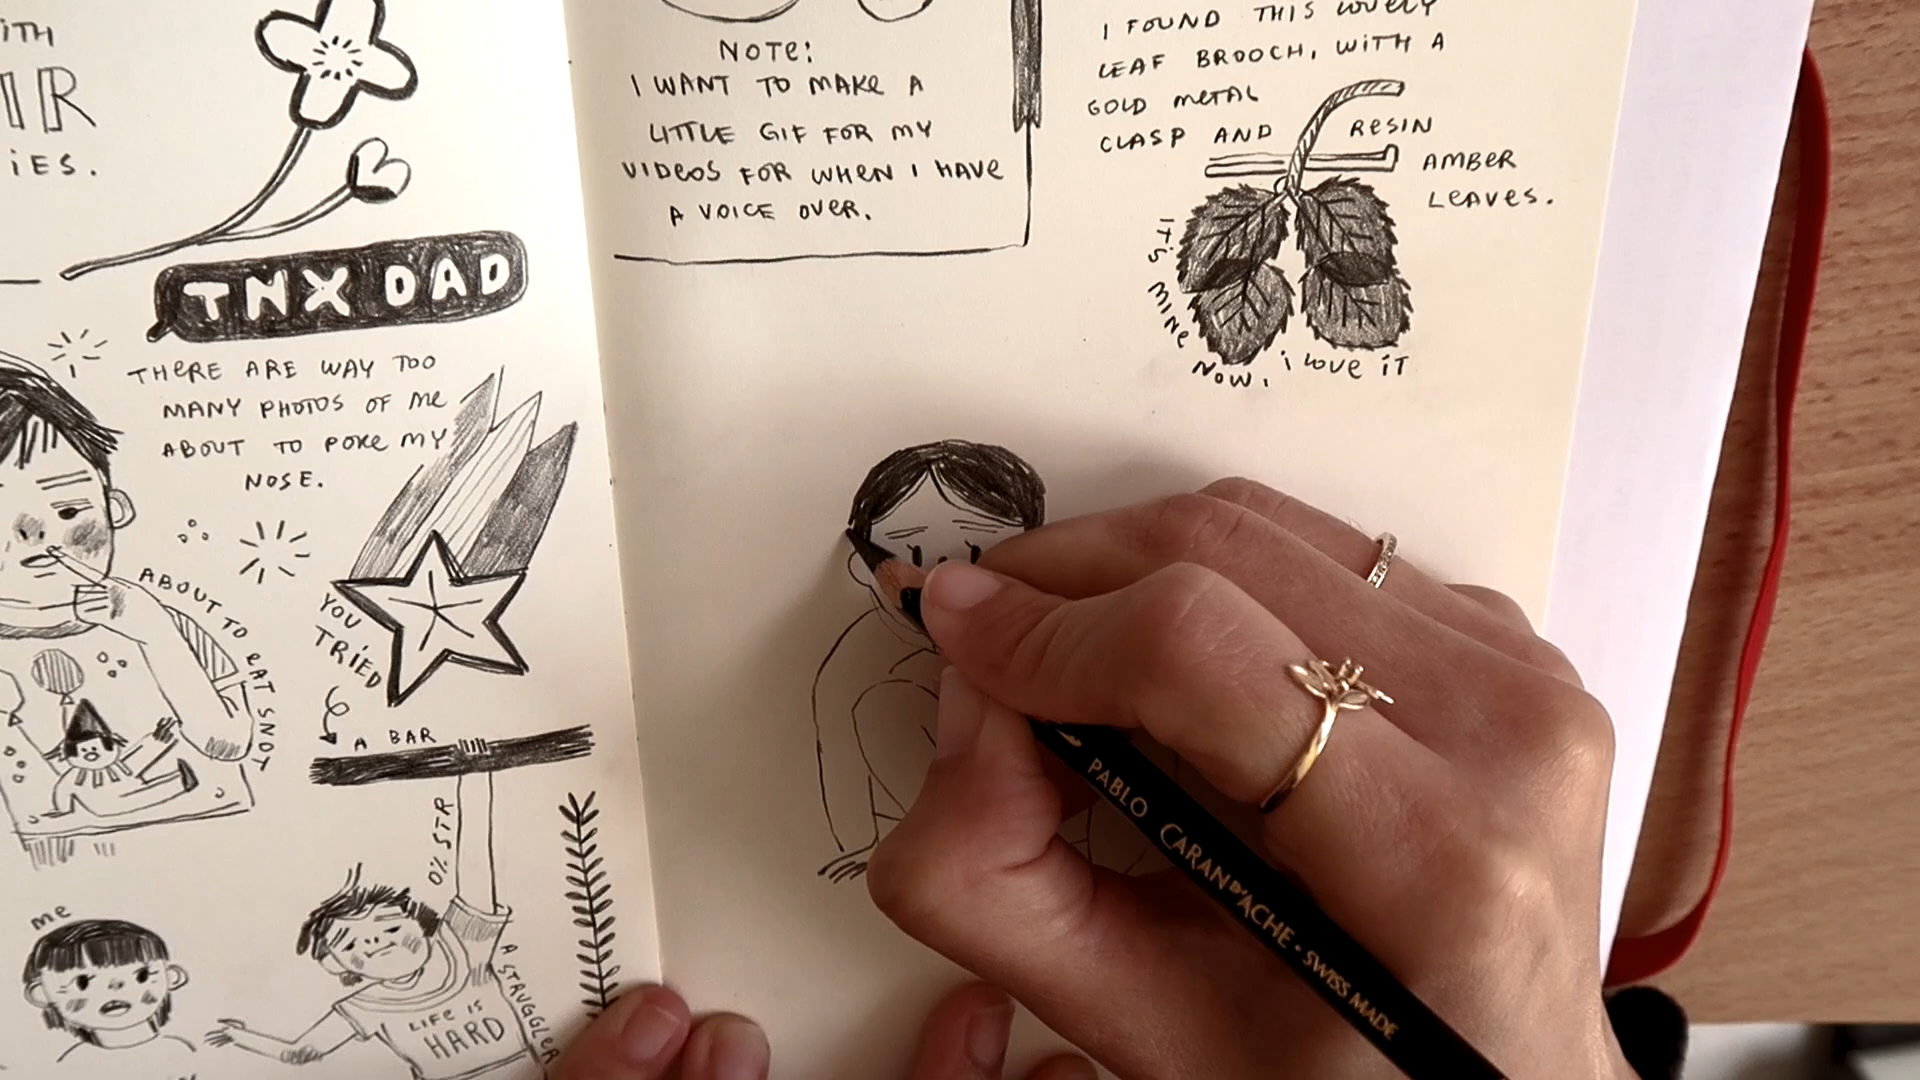 ITH
IR
iES.
TNX DAD
THERE ARE WAY TOO
MANY PHOTOS OF Me
ABOUT TO POKE MY
NOSE.
ABOUT TO EAT SNOT
YOU
TRiED
A BAR
0% STR
me
A STRUGGLER
LiFe iS
HARD
NOTe:
I WANT TO MAKe A
LITTLE GIF FOR MY
VIDeOS FOR WHEN I HAVe
A VOICE OVER.
I FOUND THIS LOVELY
LEAF BROOCH, WiTH A
GOLD MeTAL
CLASP AND ReSIN
AMBER
LeAVeS.
IT'S MINe NOW, i LOVe iT
PABLO CARAN D'ACHE • SWISS MADE